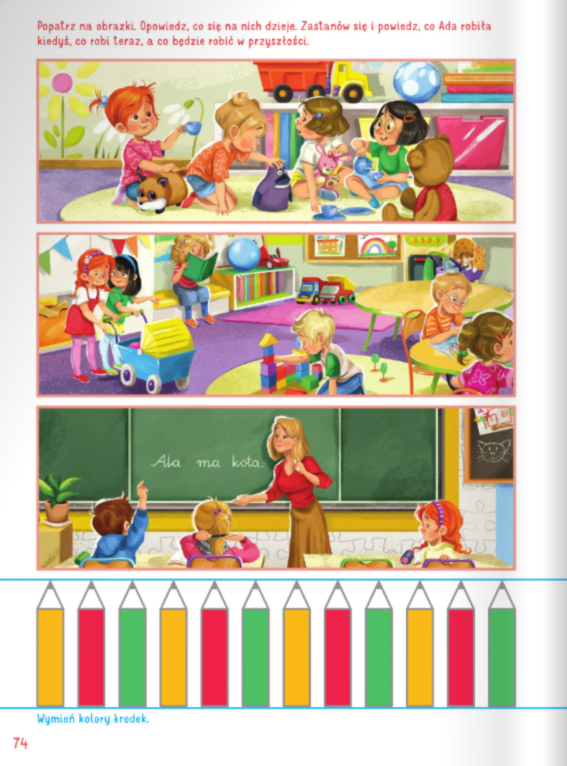 Popatrz na obrazki. Opowiedz, co się na nich dzieje. Zastanów się i powiedz, co Ada robiła
kiedyś, co robi teraz, a co będzie robić w przyszłości.
Ala ma kota.
Wymień kolory kredek.
74